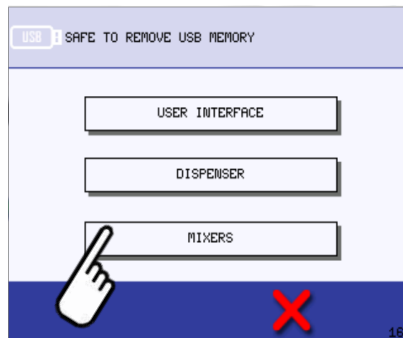 USB SAFE TO REMOVE USB MEMORY
USER INTERFACE
DISPENSER
MIXERS
16